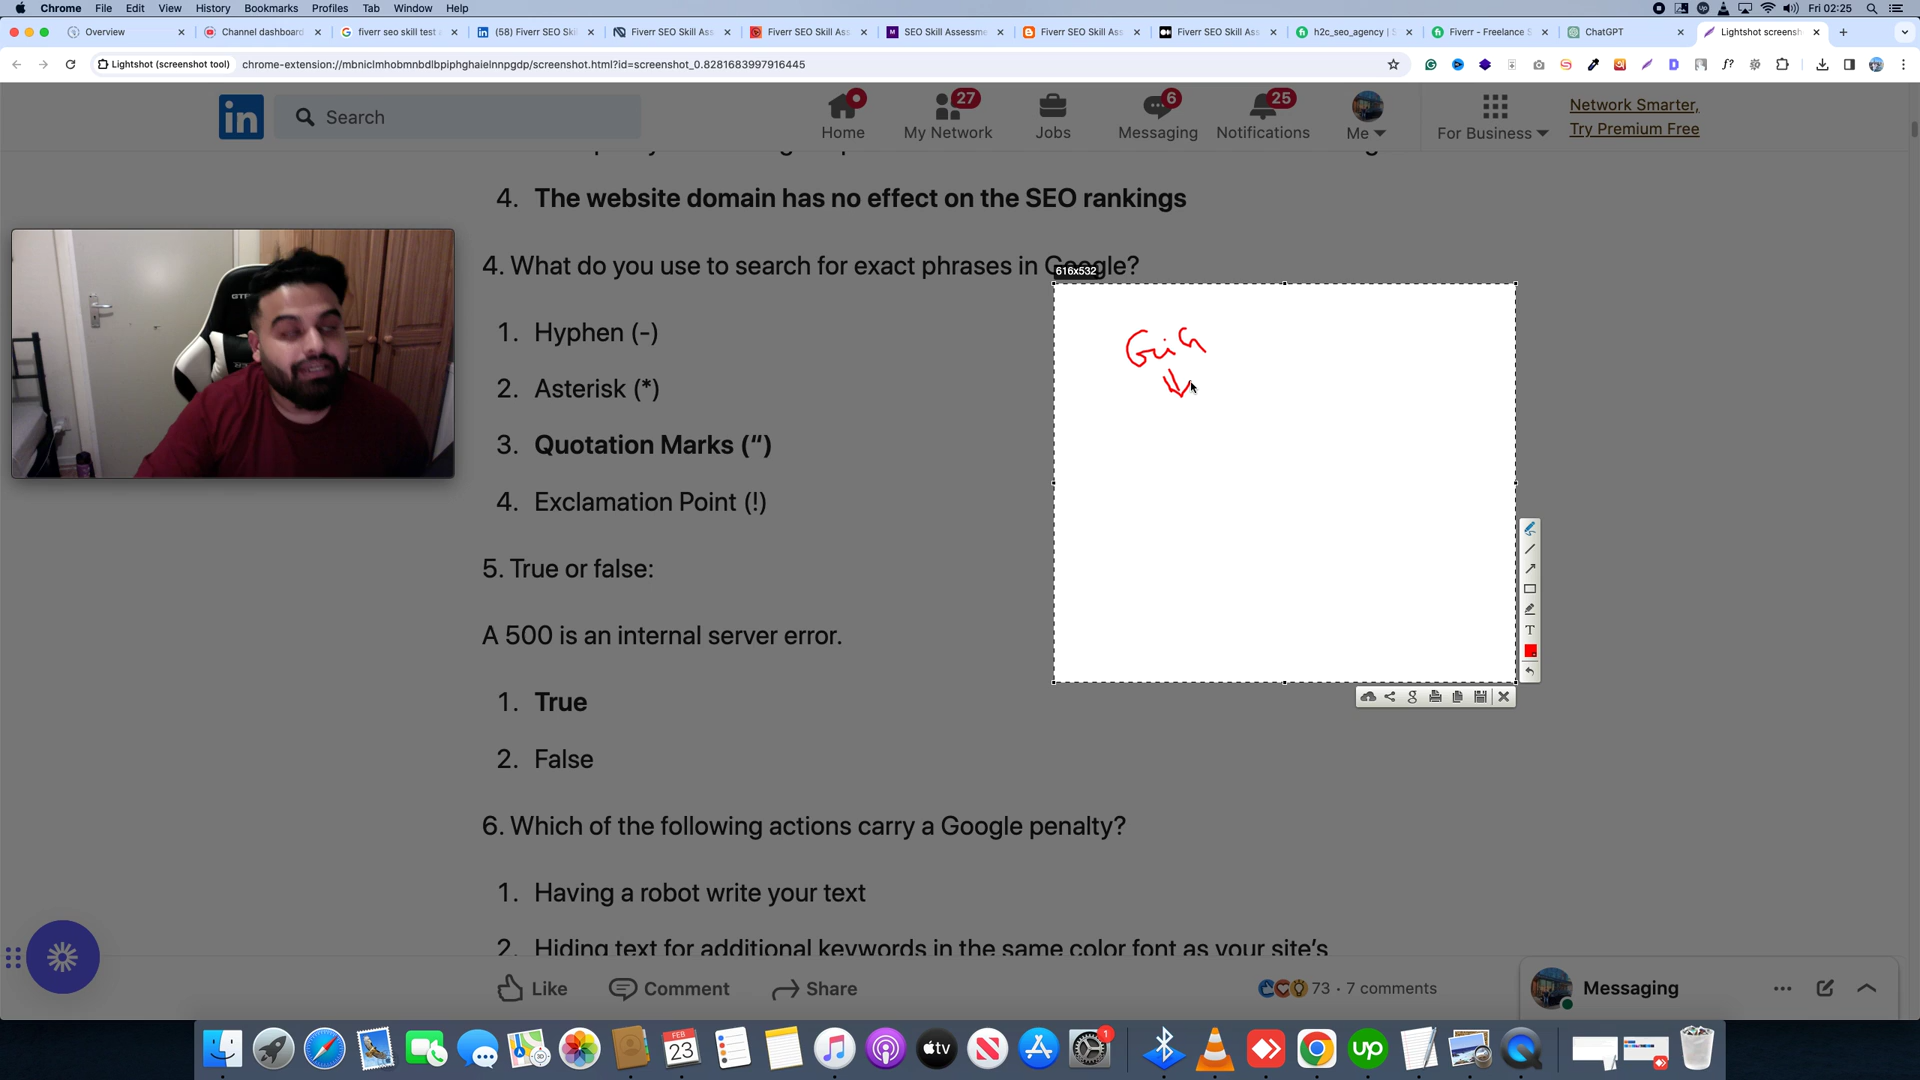 Chrome File Edit View History Bookmarks Profiles Tab Window Help
Fri 02:25
Overview
Channel dashboard
fiverr seo skill test
(58) Fiverr SEO Ski
Fiverr SEO Skill Ass
Fiverr SEO Skill Ass
SEO Skill Assessme
Fiverr SEO Skill Ass
Fiverr SEO Skill Ass
h2c_seo_agency | S
Fiverr - Freelance S
ChatGPT
Lightshot screensh
Lightshot (screenshot tool)
chrome-extension://mbniclmhobmnbdlbpiphghaielnnpgdp/screenshot.html?id=screenshot_0.8281683997916445
in
Search
Home
27
My Network
Jobs
6
Messaging
25
Notifications
Me
For Business
Network Smarter,
Try Premium Free
4. The website domain has no effect on the SEO rankings
4. What do you use to search for exact phrases in Google?
616x532
1. Hyphen (-)
2. Asterisk (*)
3. Quotation Marks (“)
4. Exclamation Point (!)
5. True or false:
A 500 is an internal server error.
1. True
2. False
6. Which of the following actions carry a Google penalty?
1. Having a robot write your text
2. Hiding text for additional keywords in the same color font as your site’s
Like
Comment
Share
73 · 7 comments
Messaging
FEB
23
tv
1
up